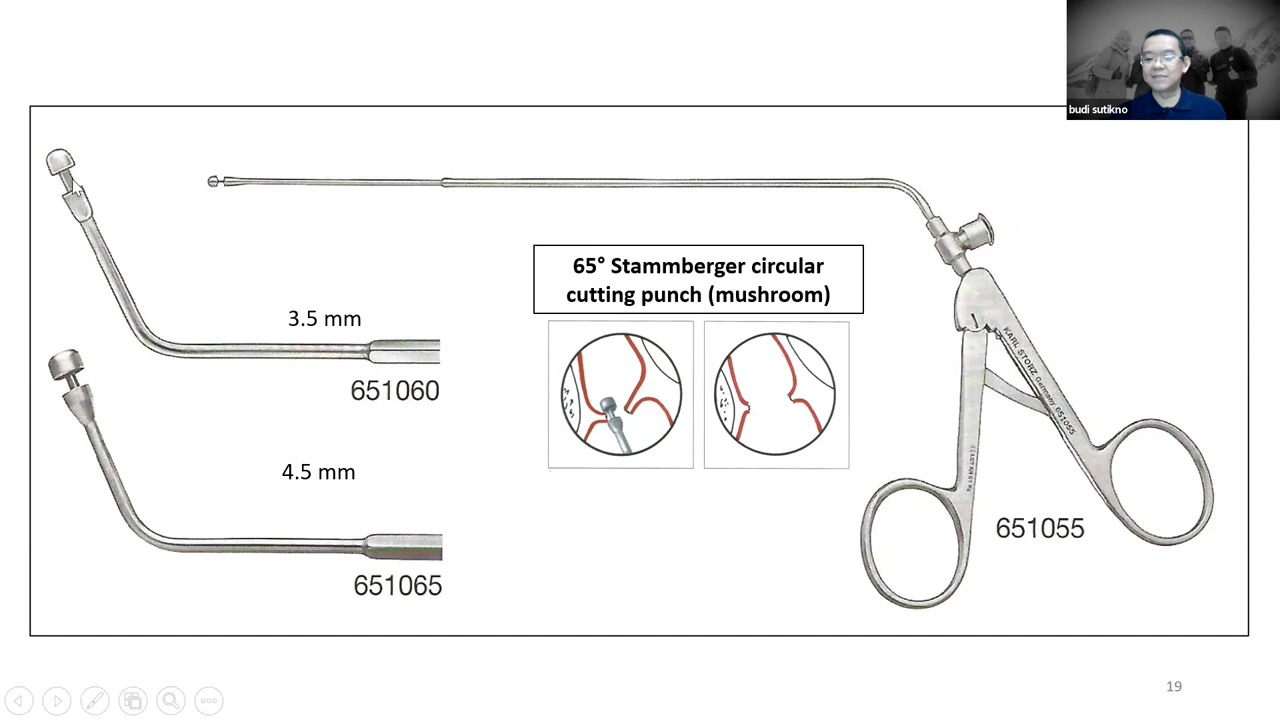 budi sutikno
65° Stammberger circular
cutting punch (mushroom)
3.5 mm
651060
4.5 mm
651065
KARL STORZ Germany 651055
651055
19